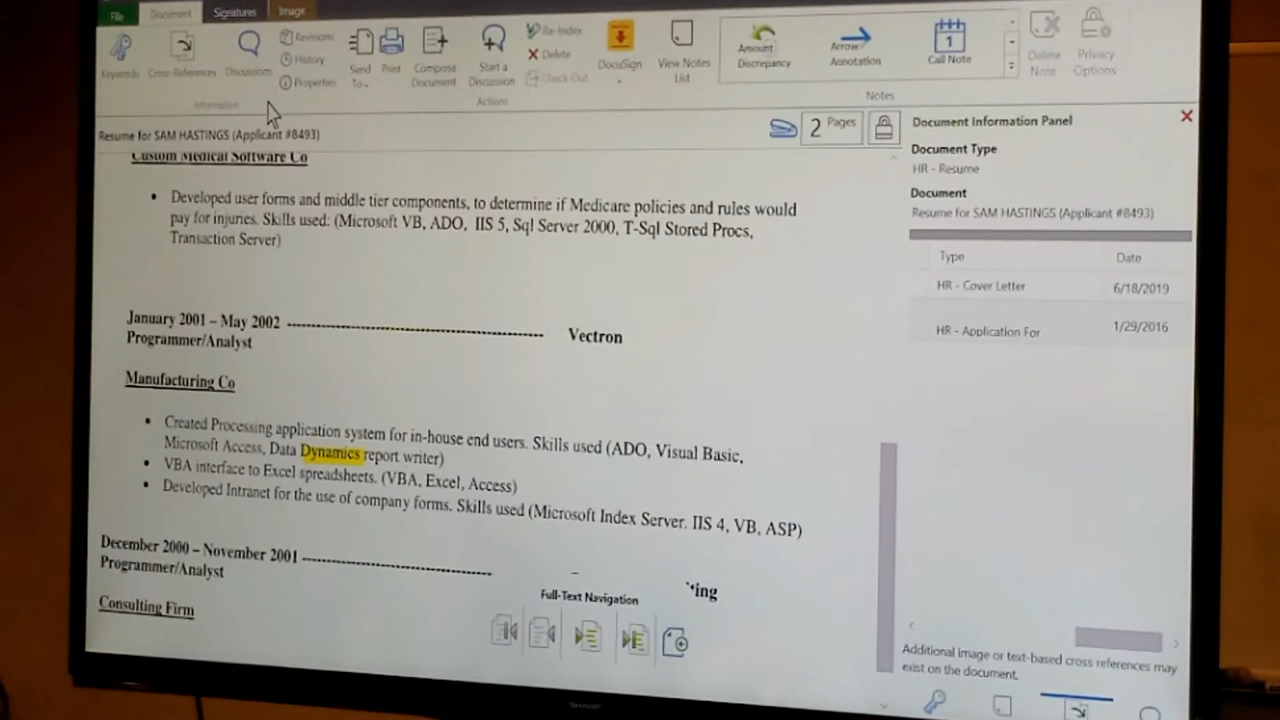 File Document Signatures Image
Keywords Cross-References Discussions
Revisions
History
Properties
Information
Send To
Print
Compose Document
Start a Discussion
Re-Index
Delete
Check Out
Actions
DocuSign
View Notes List
Amount Discrepancy
Arrow Annotation
1
Call Note
Delete Note
Privacy Options
Notes
Resume for SAM HASTINGS (Applicant #8493)
2 Pages
Custom Medical Software Co
• Developed user forms and middle tier components, to determine if Medicare policies and rules would
pay for injuries. Skills used: (Microsoft VB, ADO, IIS 5, Sql Server 2000, T-Sql Stored Procs,
Transaction Server)
January 2001 – May 2002 Vectron
Programmer/Analyst
Manufacturing Co
• Created Processing application system for in-house end users. Skills used (ADO, Visual Basic,
Microsoft Access, Data Dynamics report writer)
• VBA interface to Excel spreadsheets. (VBA, Excel, Access)
• Developed Intranet for the use of company forms. Skills used (Microsoft Index Server. IIS 4, VB, ASP)
December 2000 – November 2001
Programmer/Analyst
ing
Consulting Firm
Full-Text Navigation
Document Information Panel
Document Type
HR - Resume
Document
Resume for SAM HASTINGS (Applicant #8493)
Type Date
HR - Cover Letter 6/18/2019
HR - Application For 1/29/2016
Additional image or text-based cross references may
exist on the document.
SHARP